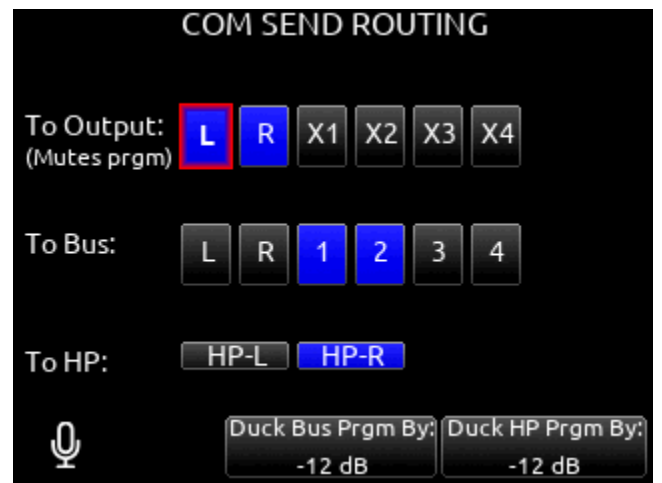 COM SEND ROUTING
To Output: L R X1 X2 X3 X4
(Mutes prgm)
To Bus: L R 1 2 3 4
To HP: HP-L HP-R
Duck Bus Prgm By: Duck HP Prgm By:
-12 dB -12 dB